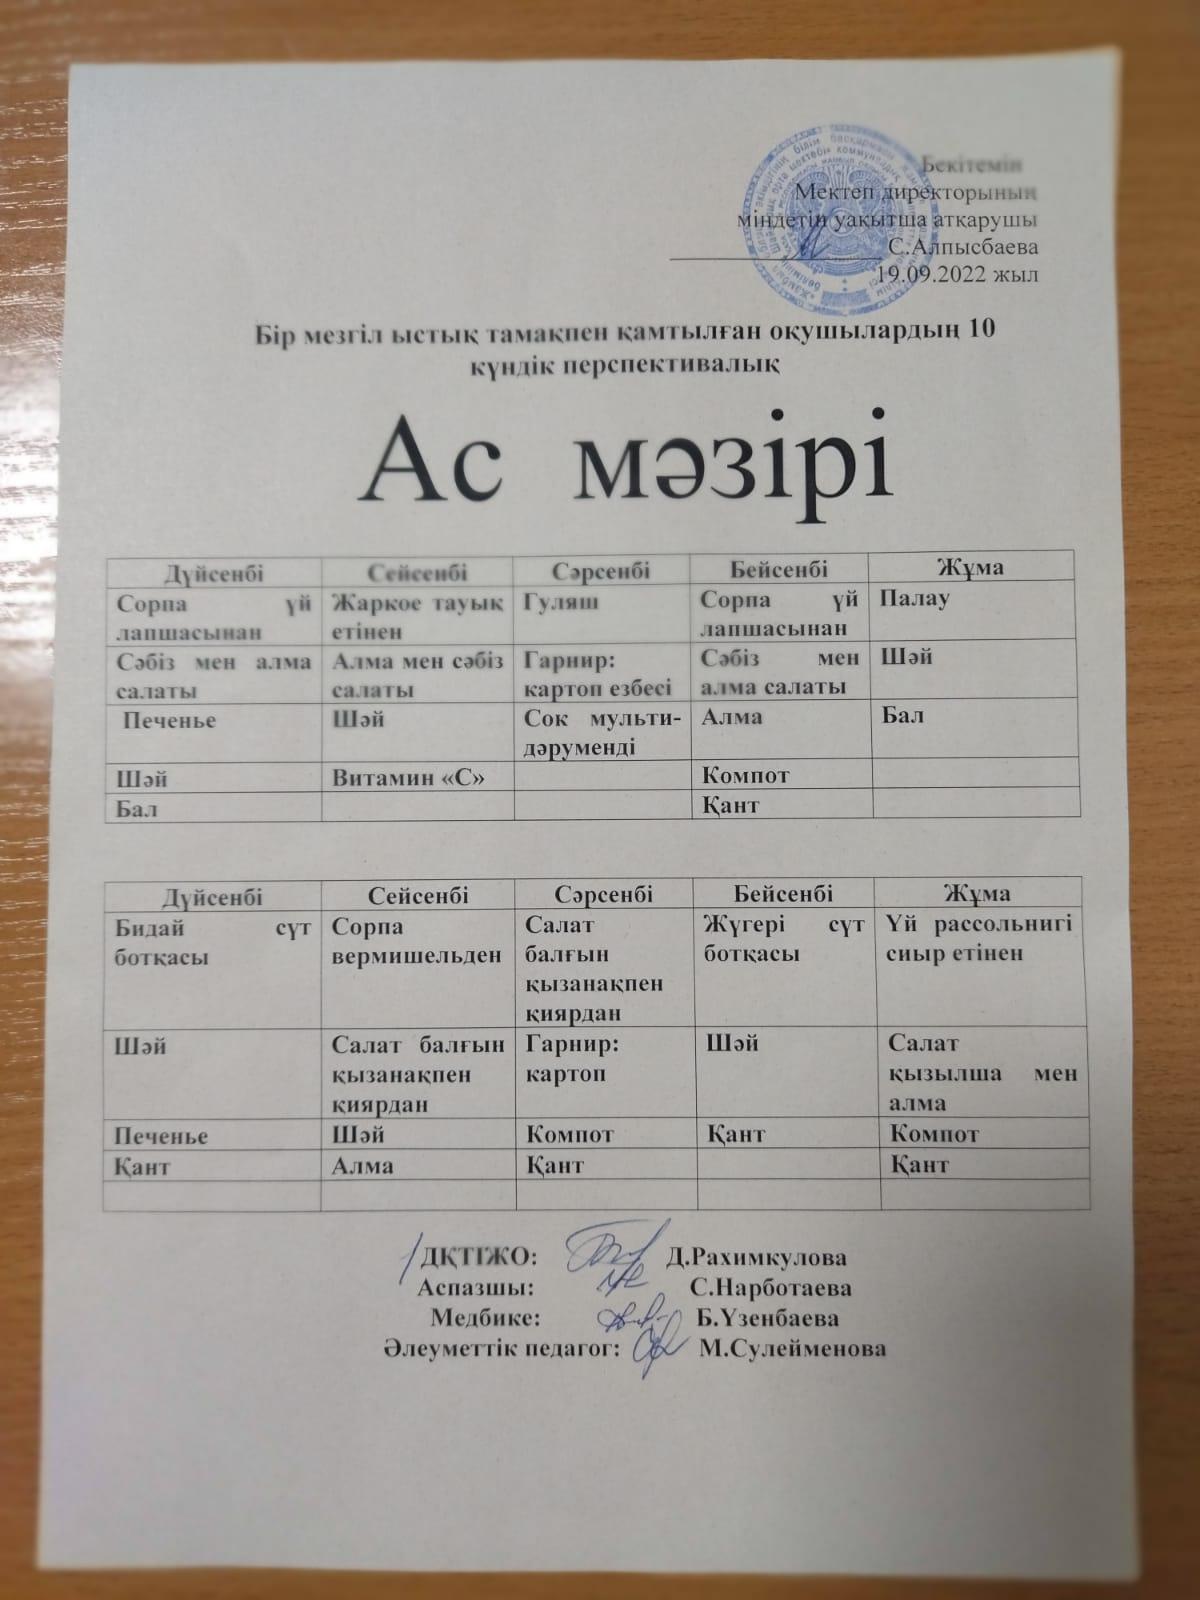 Бекітемін
Мектеп директорының
міндетін уақытша атқарушы
С.Алпысбаева
19.09.2022 жыл
Бір мезгіл ыстық тамақпен қамтылған оқушылардың 10
күндік перспективалық
Ас мәзірі
Дүйсенбі Сейсенбі Сәрсенбі Бейсенбі Жұма
Сорпа үй Жаркое тауық Гуляш Сорпа үй Палау
лапшасынан етінен лапшасынан
Сәбіз мен алма Алма мен сәбіз Гарнир: Сәбіз мен Шәй
салаты салаты картоп езбесі алма салаты
Печенье Шәй Сок мульти- Алма Бал
дәруменді
Шәй Витамин «С» Компот
Бал Қант
Дүйсенбі Сейсенбі Сәрсенбі Бейсенбі Жұма
Бидай сүт Сорпа Салат Жүгері сүт Үй рассольнигі
ботқасы вермишельден балғын ботқасы сиыр етінен
қызанақпен
қиярдан
Шәй Салат балғын Гарнир: Шәй Салат
қызанақпен картоп қызылша мен
қиярдан алма
Печенье Шәй Компот Қант Компот
Қант Алма Қант Қант
ДҚТІЖО: Д.Рахимкулова
Аспазшы: С.Нарботаева
Медбике: Б.Үзенбаева
Әлеуметтік педагог: М.Сулейменова